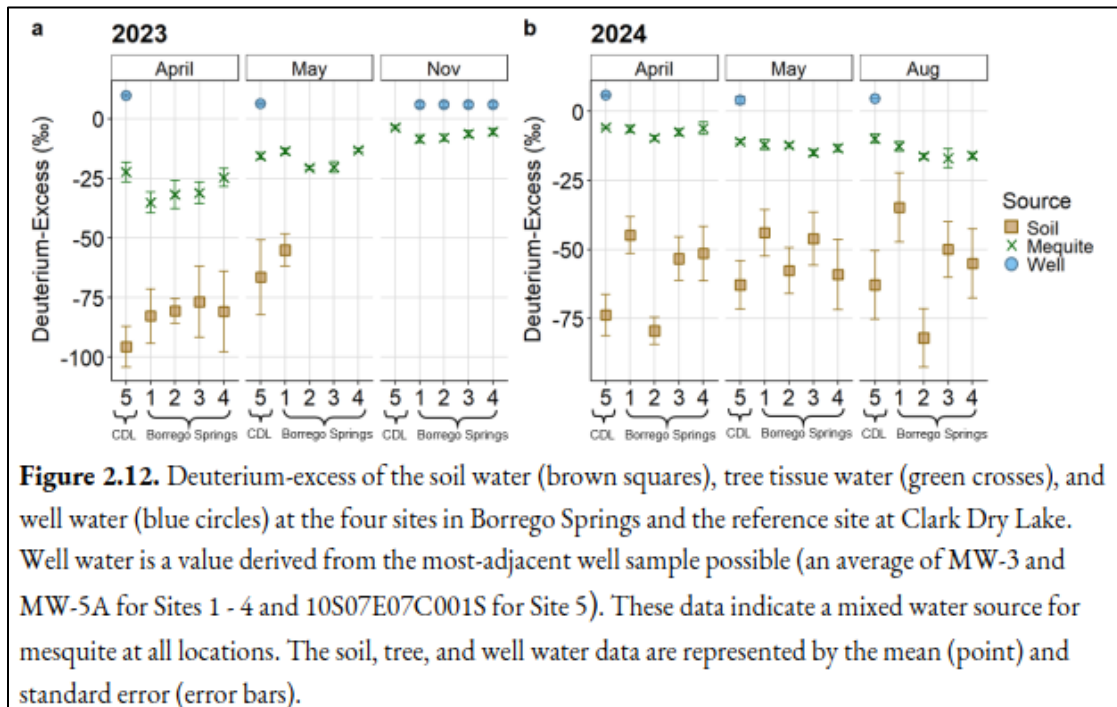 a 2023
April May Nov
Deuterium-Excess (‰)
0
-25
-50
-75
-100
5 1 2 3 4 5 1 2 3 4 5 1 2 3 4
CDL Borrego Springs CDL Borrego Springs CDL Borrego Springs
b 2024
April May Aug
Deuterium-Excess (‰)
0
-25
-50
-75
5 1 2 3 4 5 1 2 3 4 5 1 2 3 4
CDL Borrego Springs CDL Borrego Springs CDL Borrego Springs
Source
Soil
Mequite
Well
Figure 2.12. Deuterium-excess of the soil water (brown squares), tree tissue water (green crosses), and
well water (blue circles) at the four sites in Borrego Springs and the reference site at Clark Dry Lake.
Well water is a value derived from the most-adjacent well sample possible (an average of MW-3 and
MW-5A for Sites 1 - 4 and 10S07E07C001S for Site 5). These data indicate a mixed water source for
mesquite at all locations. The soil, tree, and well water data are represented by the mean (point) and
standard error (error bars).